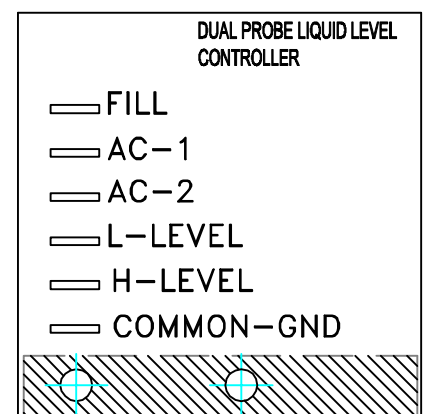 DUAL PROBE LIQUID LEVEL
CONTROLLER
FILL
AC-1
AC-2
L-LEVEL
H-LEVEL
COMMON-GND